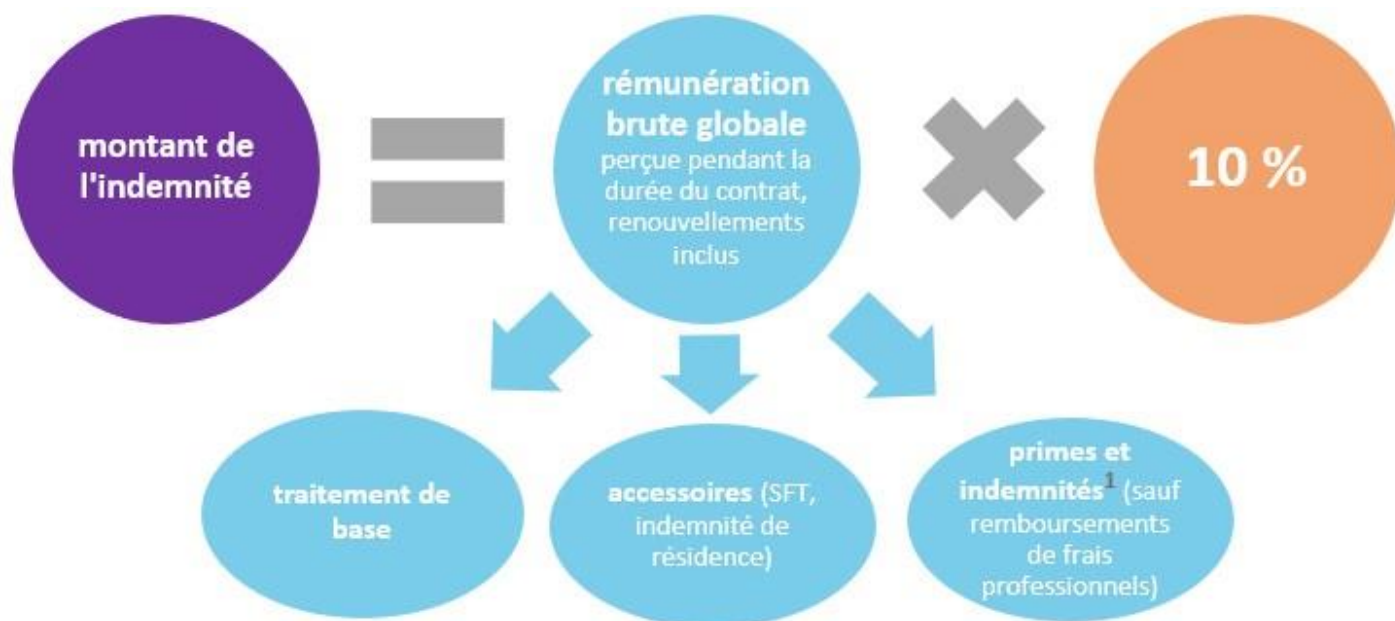 montant de
l'indemnité
rémunération
brute globale
perçue pendant la
durée du contrat,
renouvellements
inclus
10 %
traitement de
base
accessoires (SFT,
indemnité de
résidence)
primes et
indemnités¹ (sauf
remboursements
de frais
professionnels)